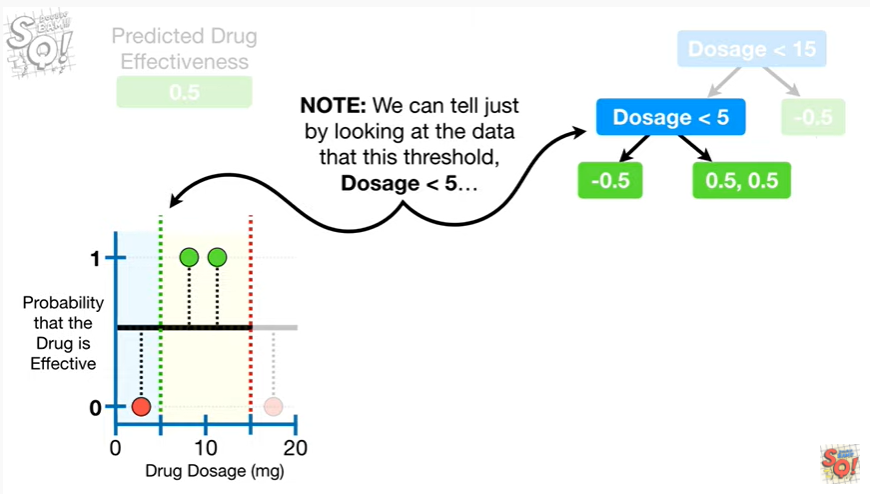 SQ!
Predicted Drug
Effectiveness
0.5
NOTE: We can tell just
by looking at the data
that this threshold,
Dosage < 5…
Dosage < 15
Dosage < 5
-0.5
-0.5
0.5, 0.5
1
Probability
that the
Drug is
Effective
0
0
10
20
Drug Dosage (mg)
SQ!